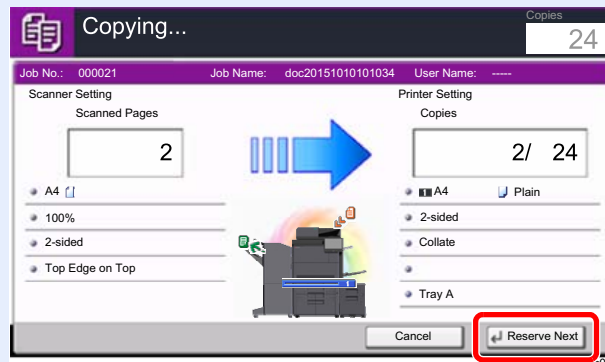 Copying...
Copies
24
Job No.: 000021 Job Name: doc20151010101034 User Name: -----
Scanner Setting
Printer Setting
Scanned Pages
Copies
2
2/ 24
A4
1 A4 Plain
100%
2-sided
2-sided
Collate
Top Edge on Top
Tray A
1
Cancel
Reserve Next